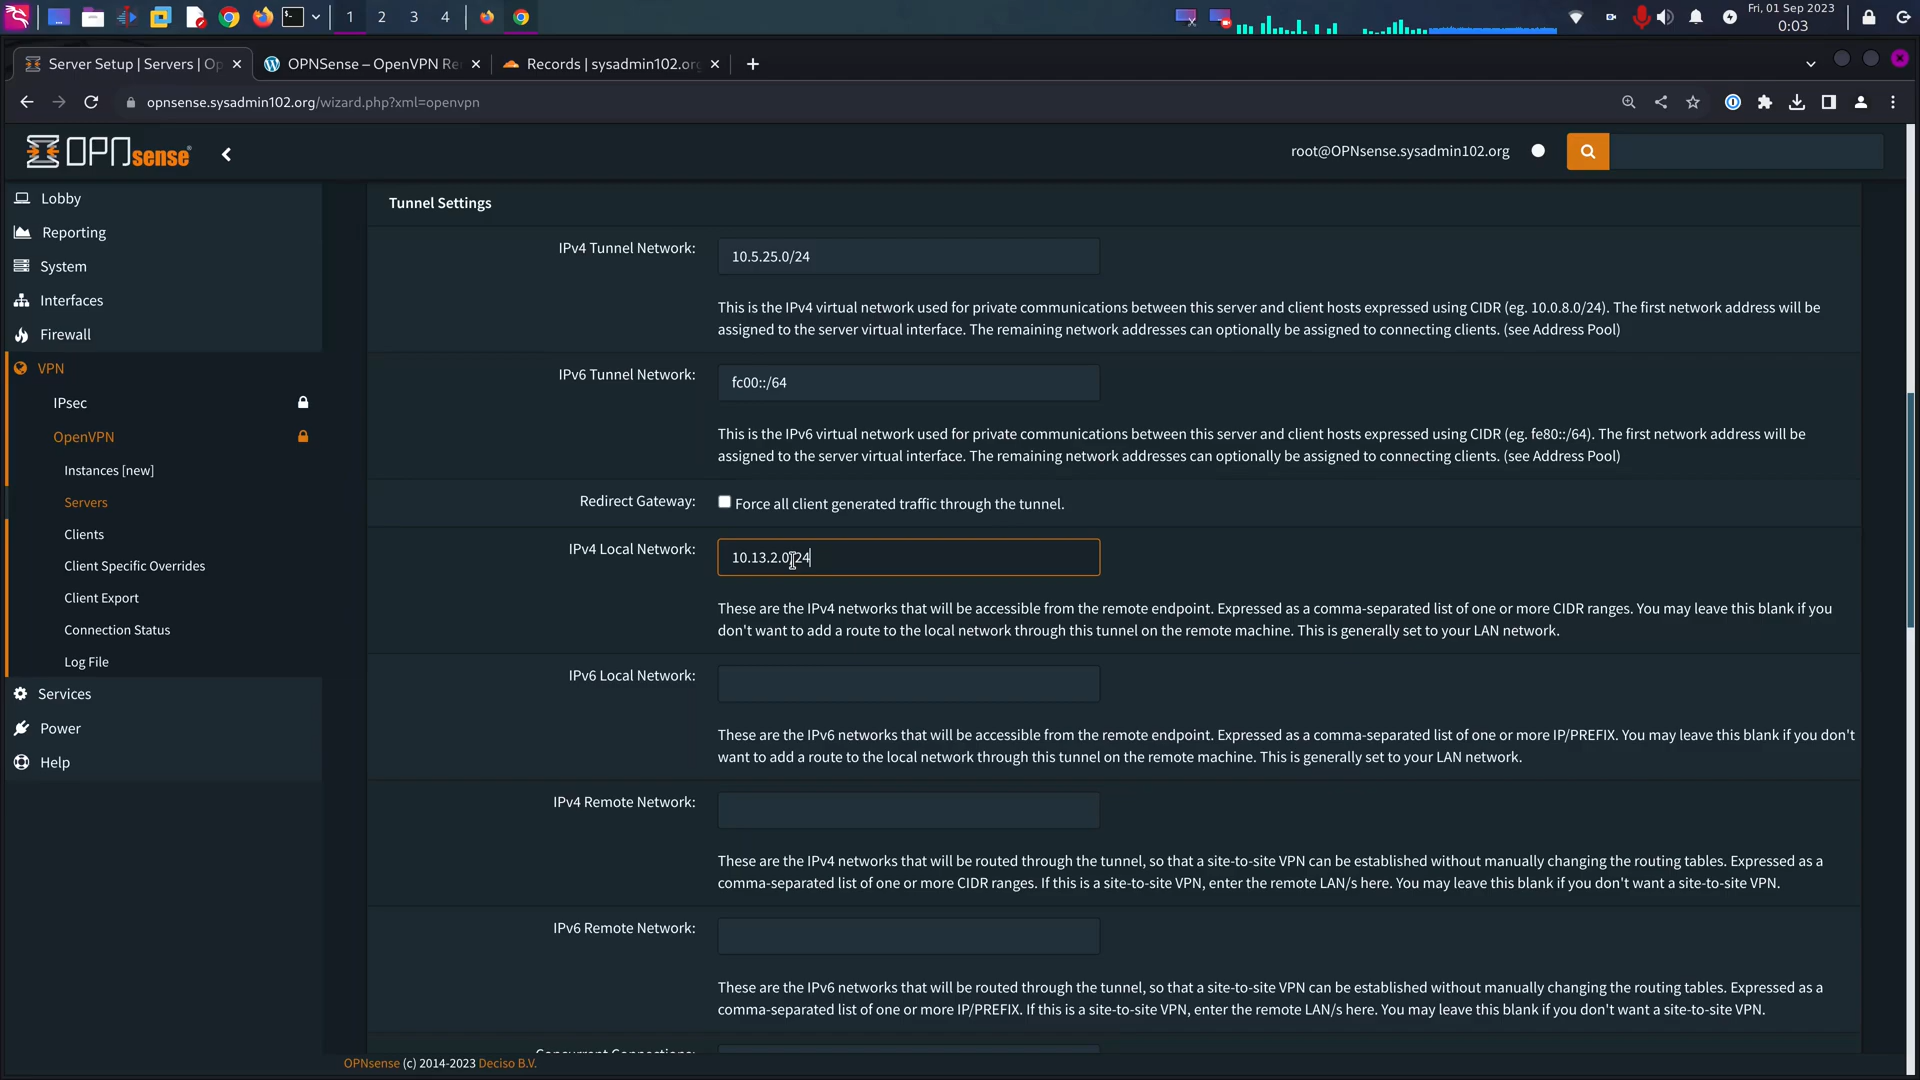 1 2 3 4
Fri, 01 Sep 2023
0:03
Server Setup | Servers | Op
OPNSense – OpenVPN Re
Records | sysadmin102.org
opnsense.sysadmin102.org/wizard.php?xml=openvpn
OPNsense
root@OPNsense.sysadmin102.org
Lobby
Reporting
System
Interfaces
Firewall
VPN
IPsec
OpenVPN
Instances [new]
Servers
Clients
Client Specific Overrides
Client Export
Connection Status
Log File
Services
Power
Help
Tunnel Settings
IPv4 Tunnel Network:
10.5.25.0/24
This is the IPv4 virtual network used for private communications between this server and client hosts expressed using CIDR (eg. 10.0.8.0/24). The first network address will be
assigned to the server virtual interface. The remaining network addresses can optionally be assigned to connecting clients. (see Address Pool)
IPv6 Tunnel Network:
fc00::/64
This is the IPv6 virtual network used for private communications between this server and client hosts expressed using CIDR (eg. fe80::/64). The first network address will be
assigned to the server virtual interface. The remaining network addresses can optionally be assigned to connecting clients. (see Address Pool)
Redirect Gateway:
Force all client generated traffic through the tunnel.
IPv4 Local Network:
10.13.2.0/24
These are the IPv4 networks that will be accessible from the remote endpoint. Expressed as a comma-separated list of one or more CIDR ranges. You may leave this blank if you
don't want to add a route to the local network through this tunnel on the remote machine. This is generally set to your LAN network.
IPv6 Local Network:
These are the IPv6 networks that will be accessible from the remote endpoint. Expressed as a comma-separated list of one or more IP/PREFIX. You may leave this blank if you don't
want to add a route to the local network through this tunnel on the remote machine. This is generally set to your LAN network.
IPv4 Remote Network:
These are the IPv4 networks that will be routed through the tunnel, so that a site-to-site VPN can be established without manually changing the routing tables. Expressed as a
comma-separated list of one or more CIDR ranges. If this is a site-to-site VPN, enter the remote LAN/s here. You may leave this blank if you don't want a site-to-site VPN.
IPv6 Remote Network:
These are the IPv6 networks that will be routed through the tunnel, so that a site-to-site VPN can be established without manually changing the routing tables. Expressed as a
comma-separated list of one or more IP/PREFIX. If this is a site-to-site VPN, enter the remote LAN/s here. You may leave this blank if you don't want a site-to-site VPN.
Concurrent Connections:
OPNsense (c) 2014-2023 Deciso B.V.